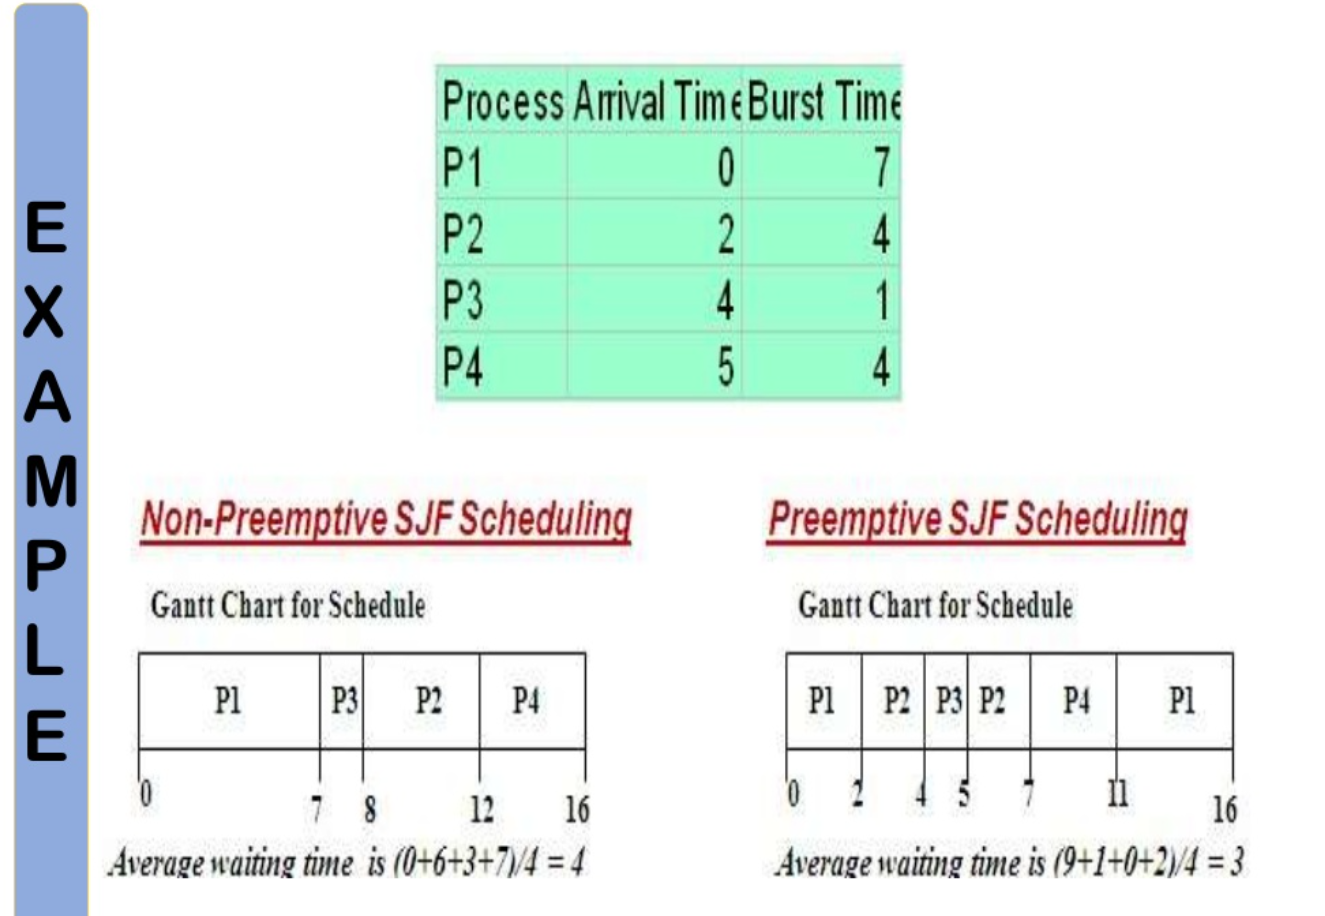 EXAMPLE
Process Arrival Time Burst Time
P1 0 7
P2 2 4
P3 4 1
P4 5 4
Non-Preemptive SJF Scheduling
Gantt Chart for Schedule
P1 P3 P2 P4
0 7 8 12 16
Average waiting time is (0+6+3+7)/4 = 4
Preemptive SJF Scheduling
Gantt Chart for Schedule
P1 P2 P3 P2 P4 P1
0 2 4 5 7 11 16
Average waiting time is (9+1+0+2)/4 = 3